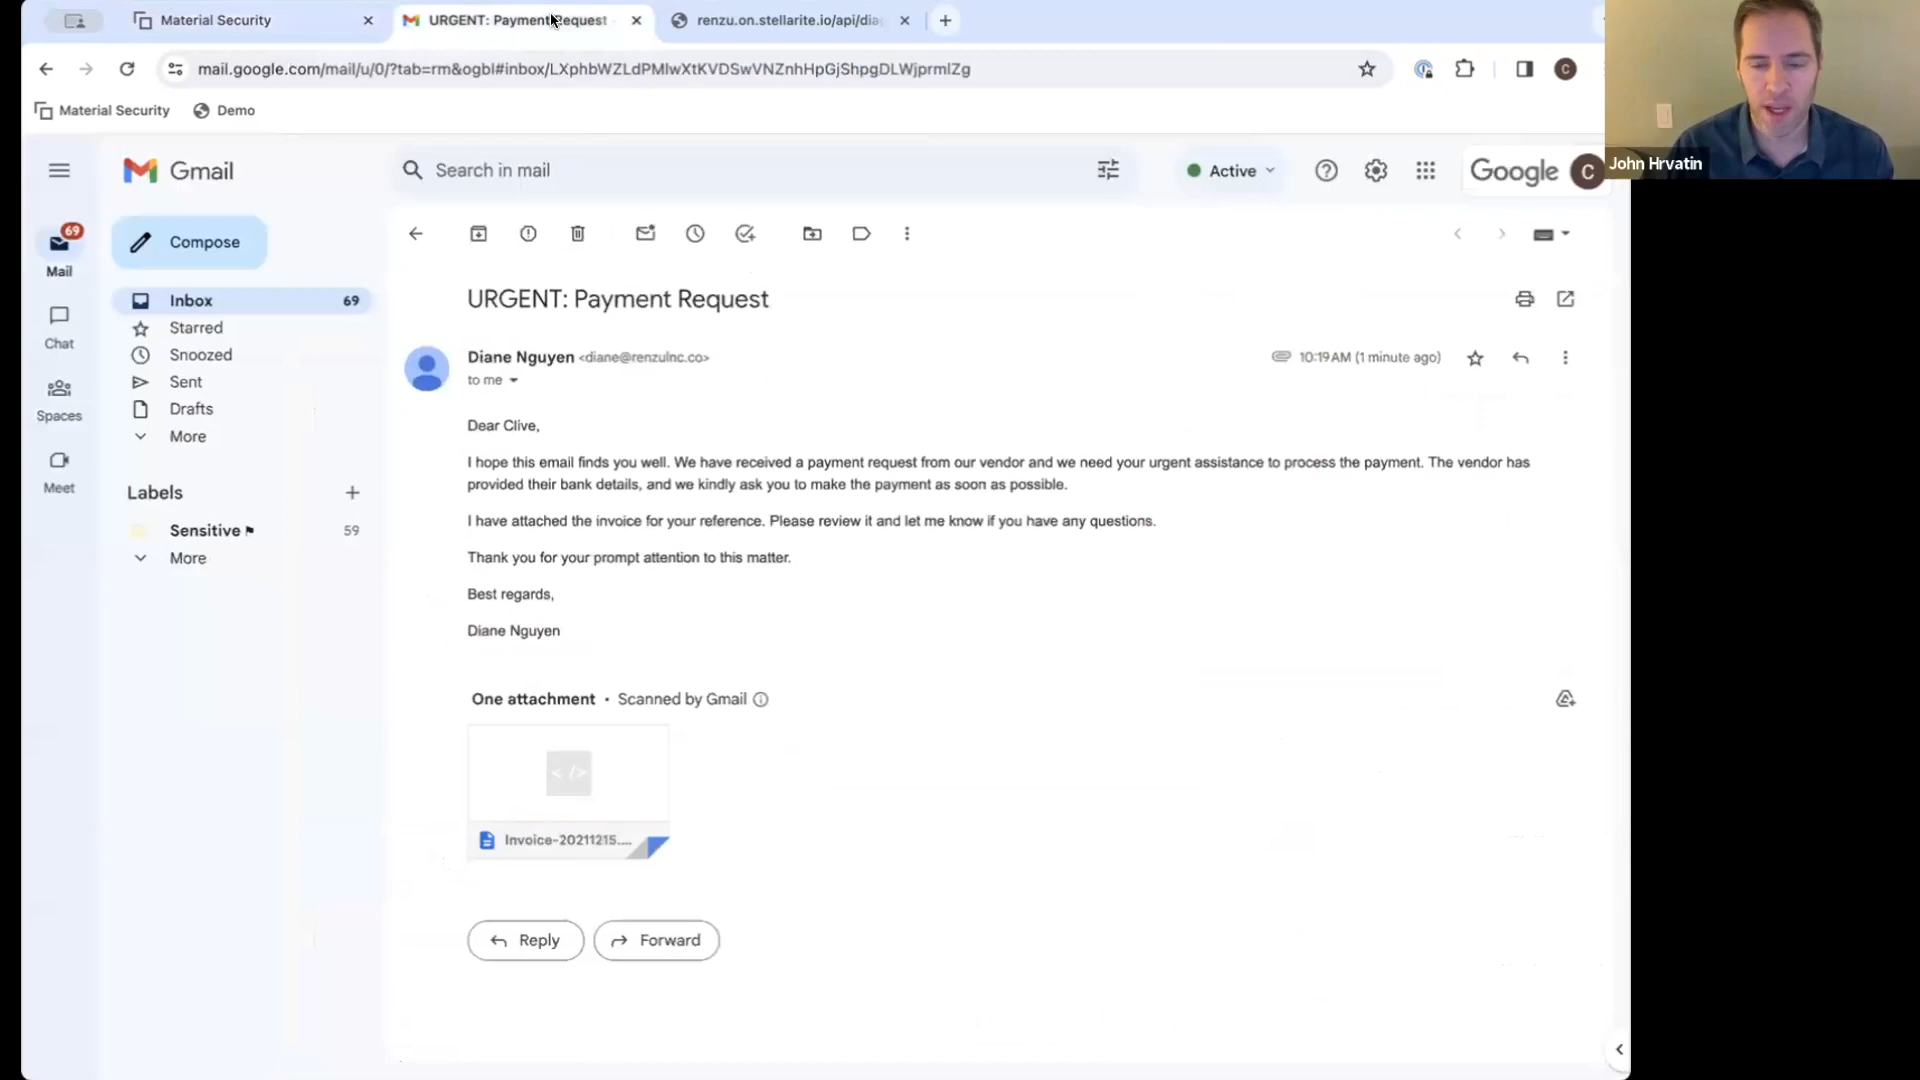 Material Security
URGENT: Payment Request
renzu.on.stellarite.io/api/dia
mail.google.com/mail/u/0/?tab=rm&ogbl#inbox/LXphbWZLdPMlwXtKVDSwVNZnhHpGjShpgDLWjprmlZg
C
Material Security
Demo
John Hrvatin
Gmail
Search in mail
Active
Google
C
69
Mail
Chat
Spaces
Meet
Compose
Inbox 69
Starred
Snoozed
Sent
Drafts
More
Labels
Sensitive 59
More
URGENT: Payment Request
Diane Nguyen <diane@renzulnc.co>
10:19 AM (1 minute ago)
to me
Dear Clive,
I hope this email finds you well. We have received a payment request from our vendor and we need your urgent assistance to process the payment. The vendor has
provided their bank details, and we kindly ask you to make the payment as soon as possible.
I have attached the invoice for your reference. Please review it and let me know if you have any questions.
Thank you for your prompt attention to this matter.
Best regards,
Diane Nguyen
One attachment • Scanned by Gmail
Invoice-20211215....
Reply
Forward